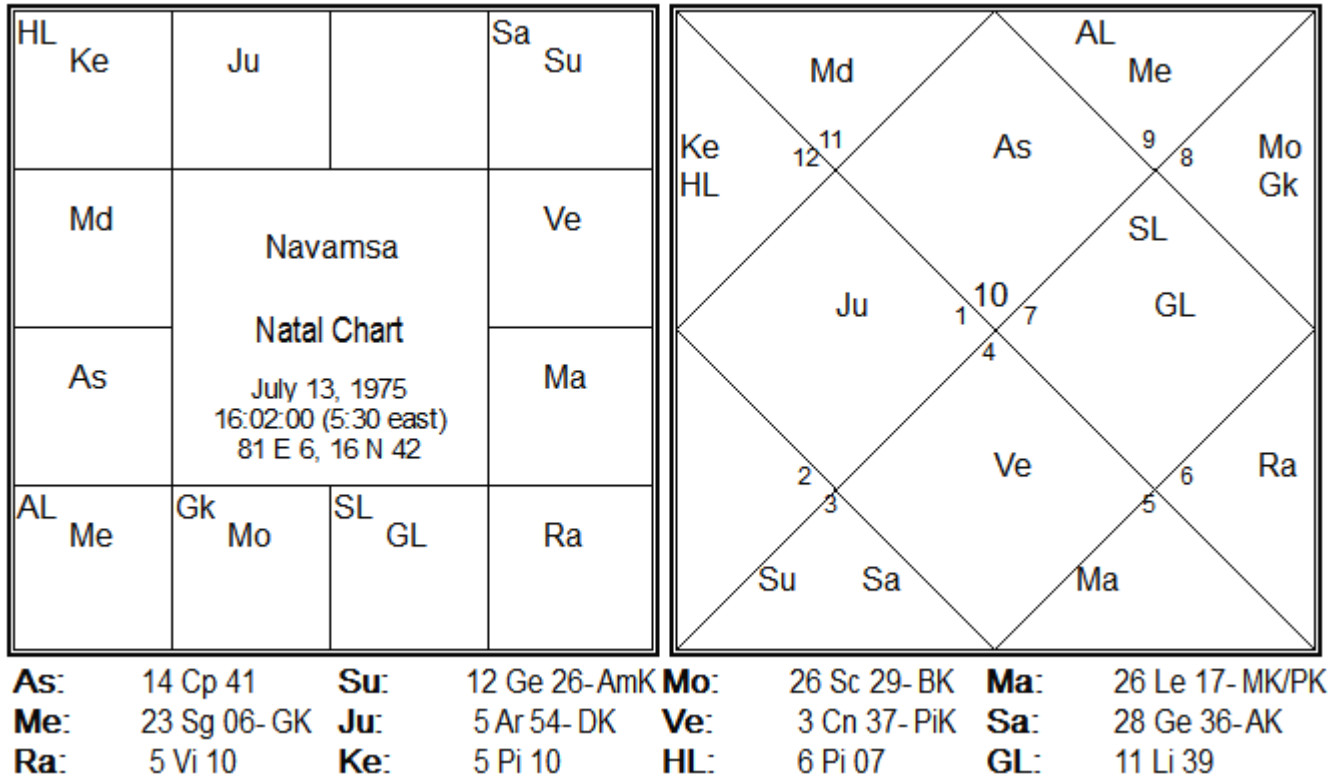 HL
Ke
Ju
Sa
Su
Md
Navamsa
Ve
Natal Chart
As
July 13, 1975
16:02:00 (5:30 east)
81 E 6, 16 N 42
Ma
AL
Me
Gk
Mo
SL
GL
Ra
AL
Md
Me
Ke
HL
12
11
As
9
8
Mo
Gk
SL
Ju
1
10
7
GL
4
2
3
Ve
5
6
Ra
Su
Sa
Ma
As: 14 Cp 41 Su: 12 Ge 26- AmK Mo: 26 Sc 29- BK Ma: 26 Le 17- MK/PK
Me: 23 Sg 06- GK Ju: 5 Ar 54- DK Ve: 3 Cn 37- PiK Sa: 28 Ge 36- AK
Ra: 5 Vi 10 Ke: 5 Pi 10 HL: 6 Pi 07 GL: 11 Li 39